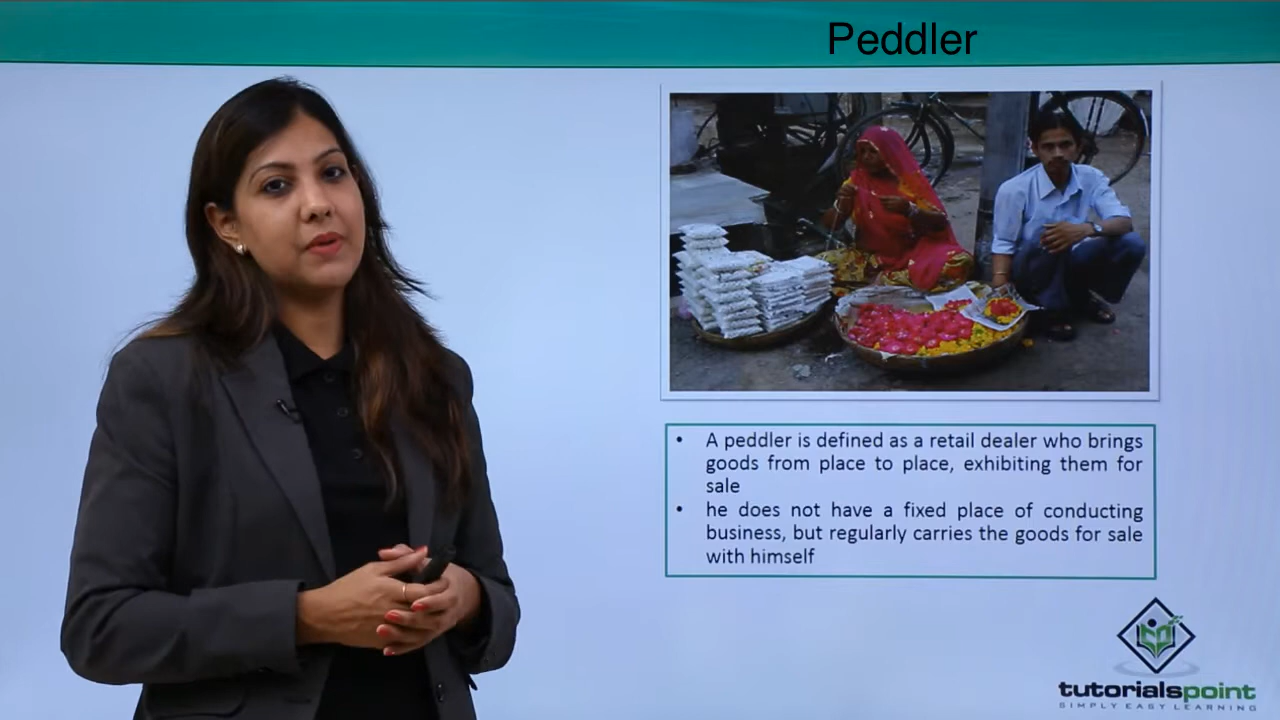 Peddler
• A peddler is defined as a retail dealer who brings
goods from place to place, exhibiting them for
sale
• he does not have a fixed place of conducting
business, but regularly carries the goods for sale
with himself
tutorialspoint
SIMPLY EASY LEARNING